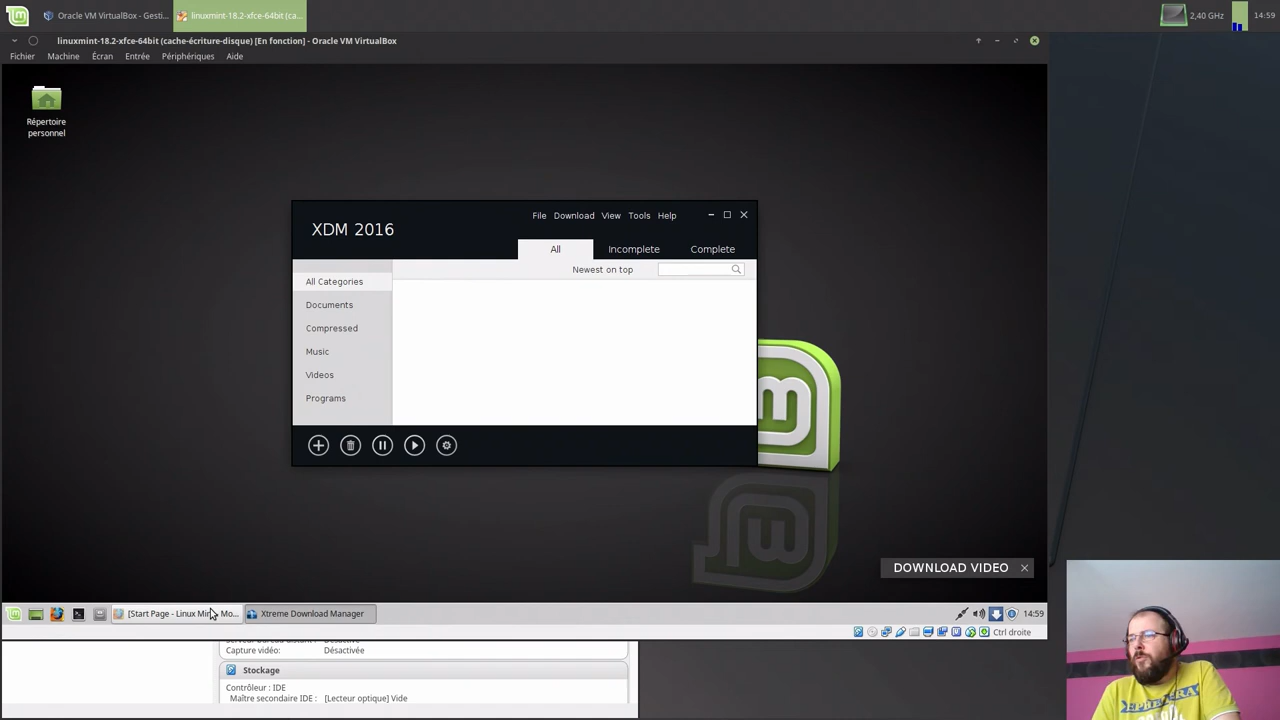 Oracle VM VirtualBox - Gesti...
linuxmint-18.2-xfce-64bit (ca...
2,40 GHz
14:59
linuxmint-18.2-xfce-64bit (cache-écriture-disque) [En fonction] - Oracle VM VirtualBox
Fichier Machine Écran Entrée Périphériques Aide
Répertoire
personnel
XDM 2016
File Download View Tools Help
All Incomplete Complete
Newest on top
All Categories
Documents
Compressed
Music
Videos
Programs
DOWNLOAD VIDEO
[Start Page - Linux Min... Mo...
Xtreme Download Manager
14:59
Ctrl droite
Capture vidéo: Désactivée
Stockage
Contrôleur : IDE
Maître secondaire IDE : [Lecteur optique] Vide